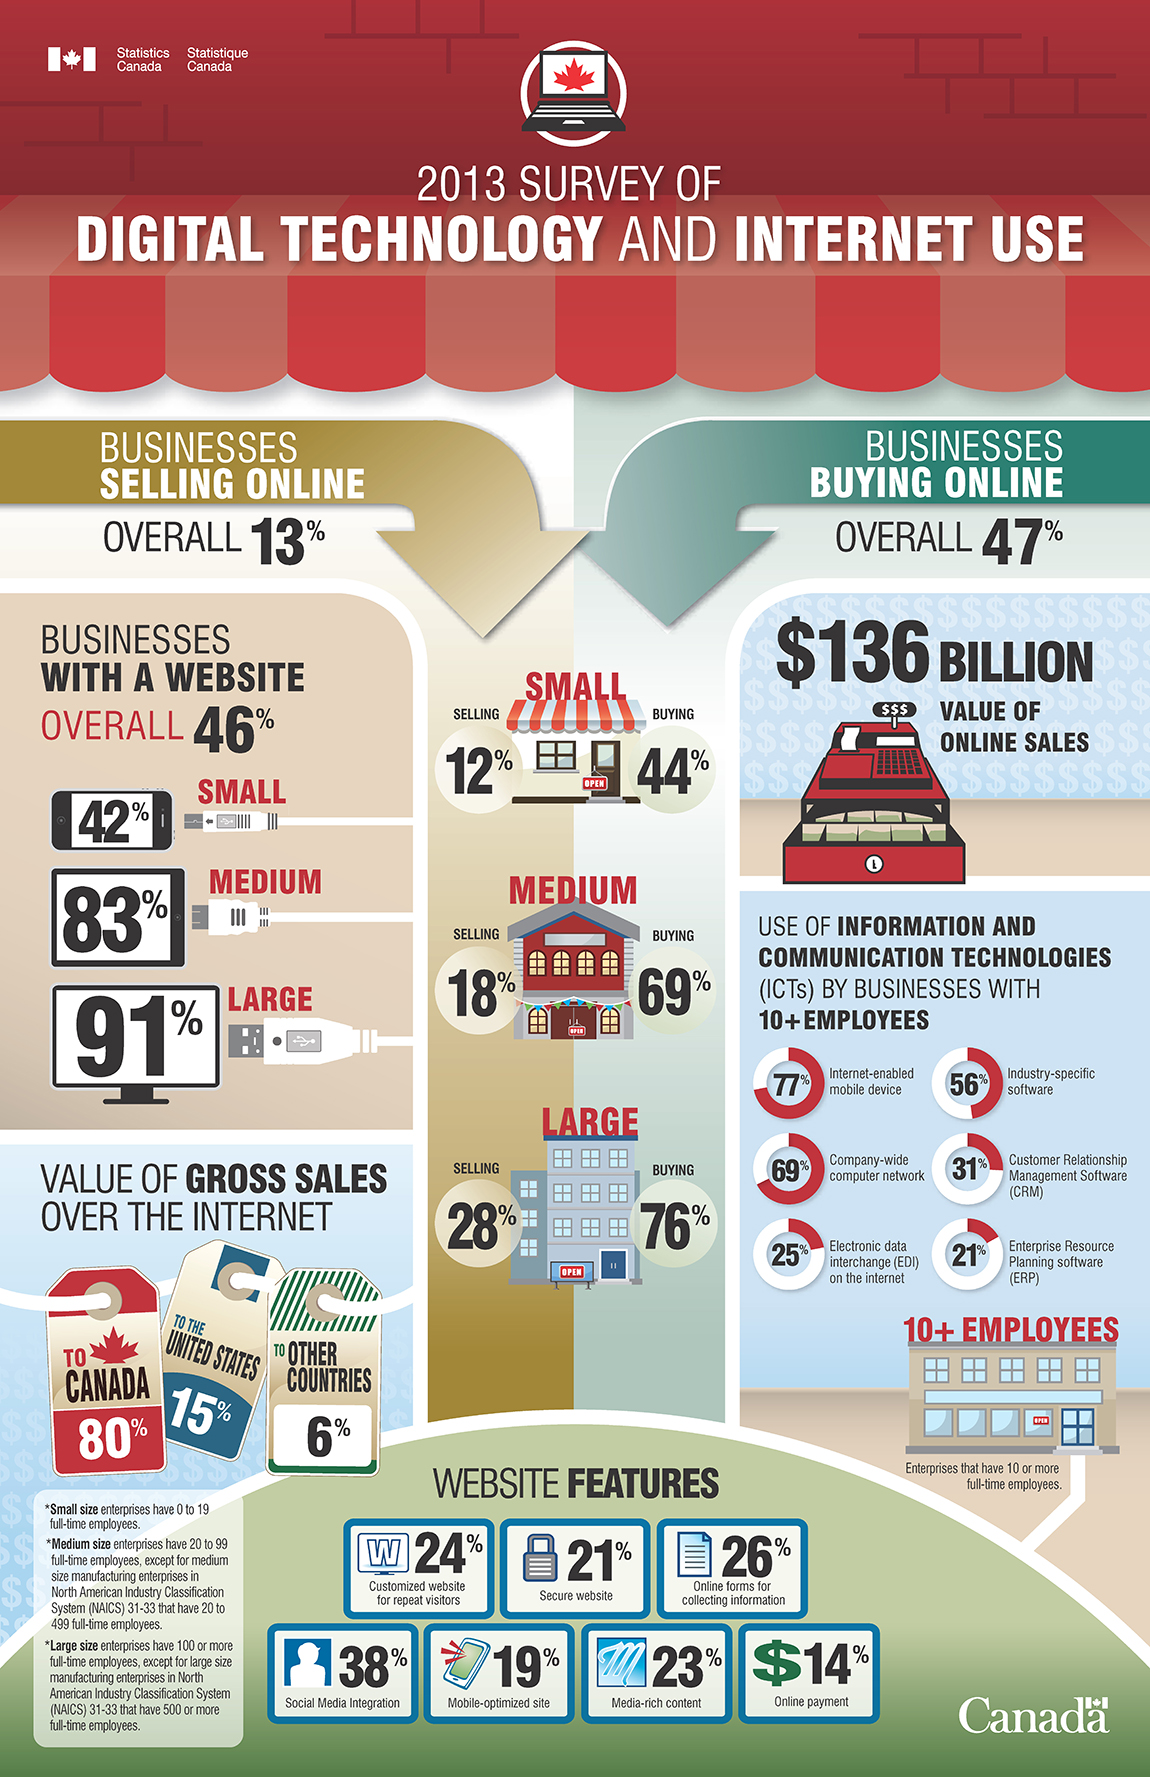 Statistics Canada
Statistique Canada
2013 SURVEY OF
DIGITAL TECHNOLOGY AND INTERNET USE
BUSINESSES
SELLING ONLINE
OVERALL 13%
BUSINESSES
BUYING ONLINE
OVERALL 47%
BUSINESSES
WITH A WEBSITE
OVERALL 46%
SMALL
42%
MEDIUM
83%
LARGE
91%
SMALL
SELLING
12%
BUYING
44%
OPEN
MEDIUM
SELLING
18%
BUYING
69%
OPEN
LARGE
SELLING
28%
BUYING
76%
OPEN
$136 BILLION
$$$
VALUE OF
ONLINE SALES
USE OF INFORMATION AND
COMMUNICATION TECHNOLOGIES
(ICTs) BY BUSINESSES WITH
10+ EMPLOYEES
77%
Internet-enabled
mobile device
56%
Industry-specific
software
69%
Company-wide
computer network
31%
Customer Relationship
Management Software
(CRM)
25%
Electronic data
interchange (EDI)
on the internet
21%
Enterprise Resource
Planning software
(ERP)
10+ EMPLOYEES
OPEN
Enterprises that have 10 or more
full-time employees.
VALUE OF GROSS SALES
OVER THE INTERNET
TO
CANADA
80%
TO THE
UNITED STATES
15%
TO OTHER
COUNTRIES
6%
*Small size enterprises have 0 to 19
full-time employees.
*Medium size enterprises have 20 to 99
full-time employees, except for medium
size manufacturing enterprises in
North American Industry Classification
System (NAICS) 31-33 that have 20 to
499 full-time employees.
*Large size enterprises have 100 or more
full-time employees, except for large size
manufacturing enterprises in North
American Industry Classification System
(NAICS) 31-33 that have 500 or more
full-time employees.
WEBSITE FEATURES
W
24%
Customized website
for repeat visitors
21%
Secure website
26%
Online forms for
collecting information
38%
Social Media Integration
19%
Mobile-optimized site
23%
Media-rich content
$
14%
Online payment
Canada